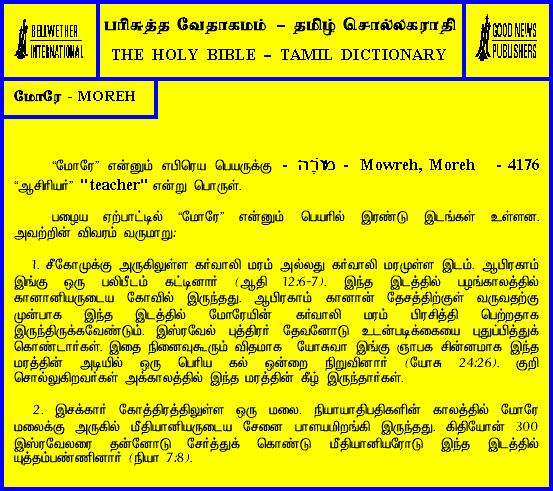 BELLWETHER
INTERNATIONAL
பரிசுத்த வேதாகமம் – தமிழ் சொல்லகராதி
THE HOLY BIBLE – TAMIL DICTIONARY
GOOD NEWS
PUBLISHERS
மோரே - MOREH
“மோரே” என்னும் எபிரெய பெயருக்கு - מוֹרֶה - Mowreh, Moreh - 4176
“ஆசிரியர்” "teacher" என்று பொருள்.
பழைய ஏற்பாட்டில் “மோரே” என்னும் பெயரில் இரண்டு இடங்கள் உள்ளன.
அவற்றின் விவரம் வருமாறு:
1. சீகேமுக்கு அருகிலுள்ள கர்வாலி மரம் அல்லது கர்வாலி மரமுள்ள இடம். ஆபிரகாம்
இங்கு ஒரு பலிபீடம் கட்டினார் (ஆதி 12:6-7). இந்த இடத்தில் பழங்காலத்தில்
கானானியருடைய கோவில் இருந்தது. ஆபிரகாம் கானான் தேசத்திற்குள் வருவதற்கு
முன்பாக இந்த இடத்தில் மோரேயின் கர்வாலி மரம் பிரசித்தி பெற்றதாக
இருந்திருக்கவேண்டும். இஸ்ரவேல் புத்திரர் தேவனோடு உடன்படிக்கையை புதுப்பித்துக்
கொண்டார்கள். இதை நினைவுகூரும் விதமாக யோசுவா இங்கு ஞாபக சின்னமாக இந்த
மரத்தின் அடியில் ஒரு பெரிய கல் ஒன்றை நிறுவினார் (யோசு 24:26). குறி
சொல்லுகிறவர்கள் அக்காலத்தில் இந்த மரத்தின் கீழ் இருந்தார்கள்.
2. இசக்கார் கோத்திரத்திலுள்ள ஒரு மலை. நியாயாதிபதிகளின் காலத்தில் மோரே
மலைக்கு அருகில் மீதியானியருடைய சேனை பாளயமிறங்கி இருந்தது. கிதியோன் 300
இஸ்ரவேலரை தன்னோடு சேர்த்துக் கொண்டு மீதியானியரோடு இந்த இடத்தில்
யுத்தம்பண்ணினார் (நியா 7:8).